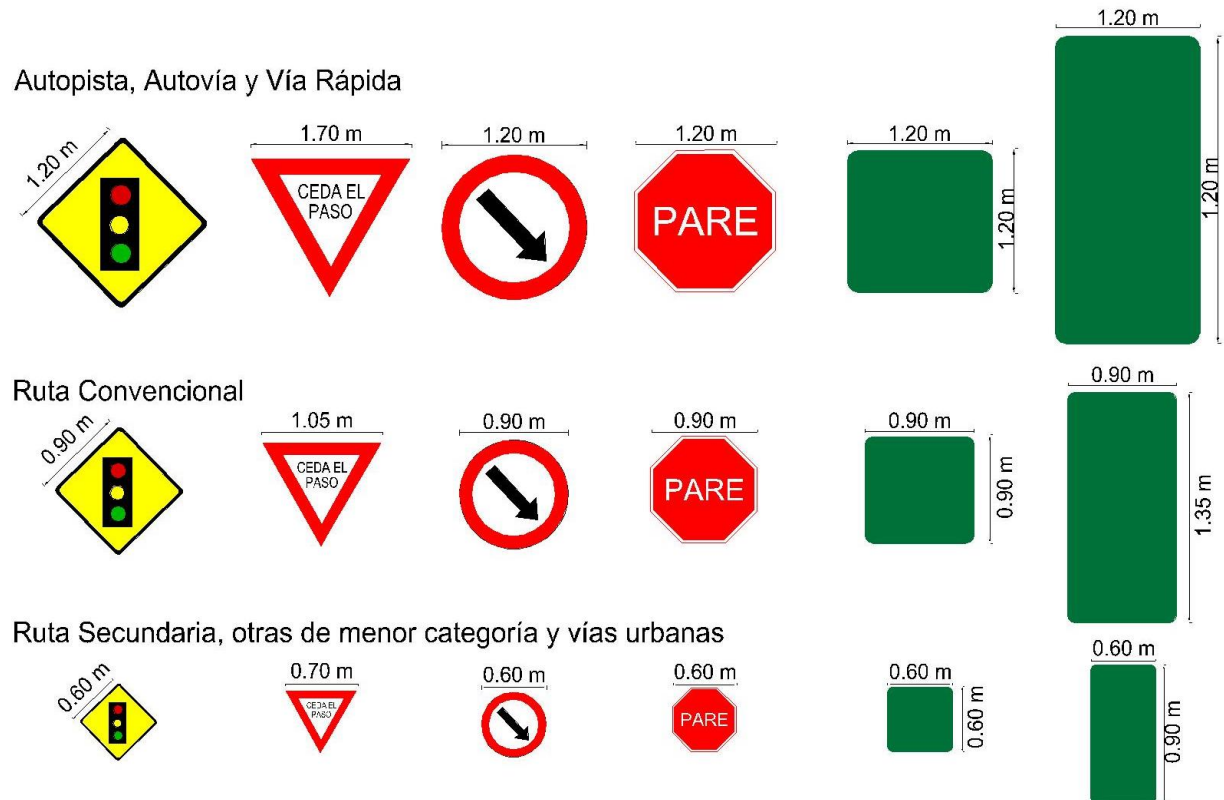 1.20 m
Autopista, Autovía y Vía Rápida
1.20 m
1.70 m
1.20 m
1.20 m
1.20 m
CEDA EL
PASO
PARE
1.20 m
1.20 m
Ruta Convencional
0.90 m
0.90 m
1.05 m
0.90 m
0.90 m
0.90 m
CEDA EL
PASO
PARE
0.90 m
1.35 m
Ruta Secundaria, otras de menor categoría y vías urbanas
0.60 m
0.60 m
0.70 m
0.60 m
0.60 m
0.60 m
CEDA EL
PASO
PARE
0.60 m
0.90 m